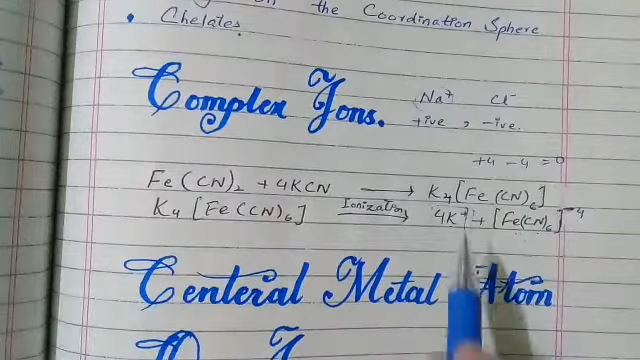 on the Coordination Sphere
• Chelates.
Complex Ions.
Na⁺ Cl⁻
+ive, -ive.
+4 -4 = 0
Fe(CN)₂ + 4KCN → K₄[Fe(CN)₆]
K₄[Fe(CN)₆] Ionization→ 4K⁺ + [Fe(CN)₆]⁻⁴
Centeral Metal Atom